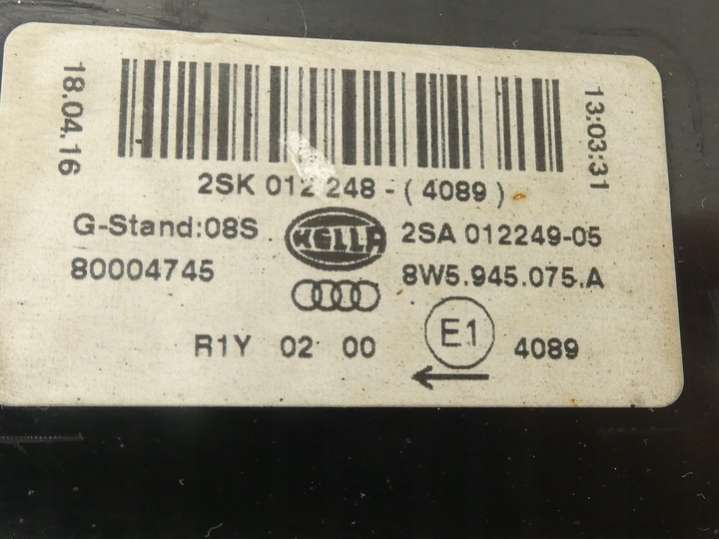 18.04.16
13:03:31
2SK 012 248-(4089)
G-Stand:08S
HELLA
2SA 012249-05
80004745
8W5.945.075.A
R1Y 02 00 E1 4089